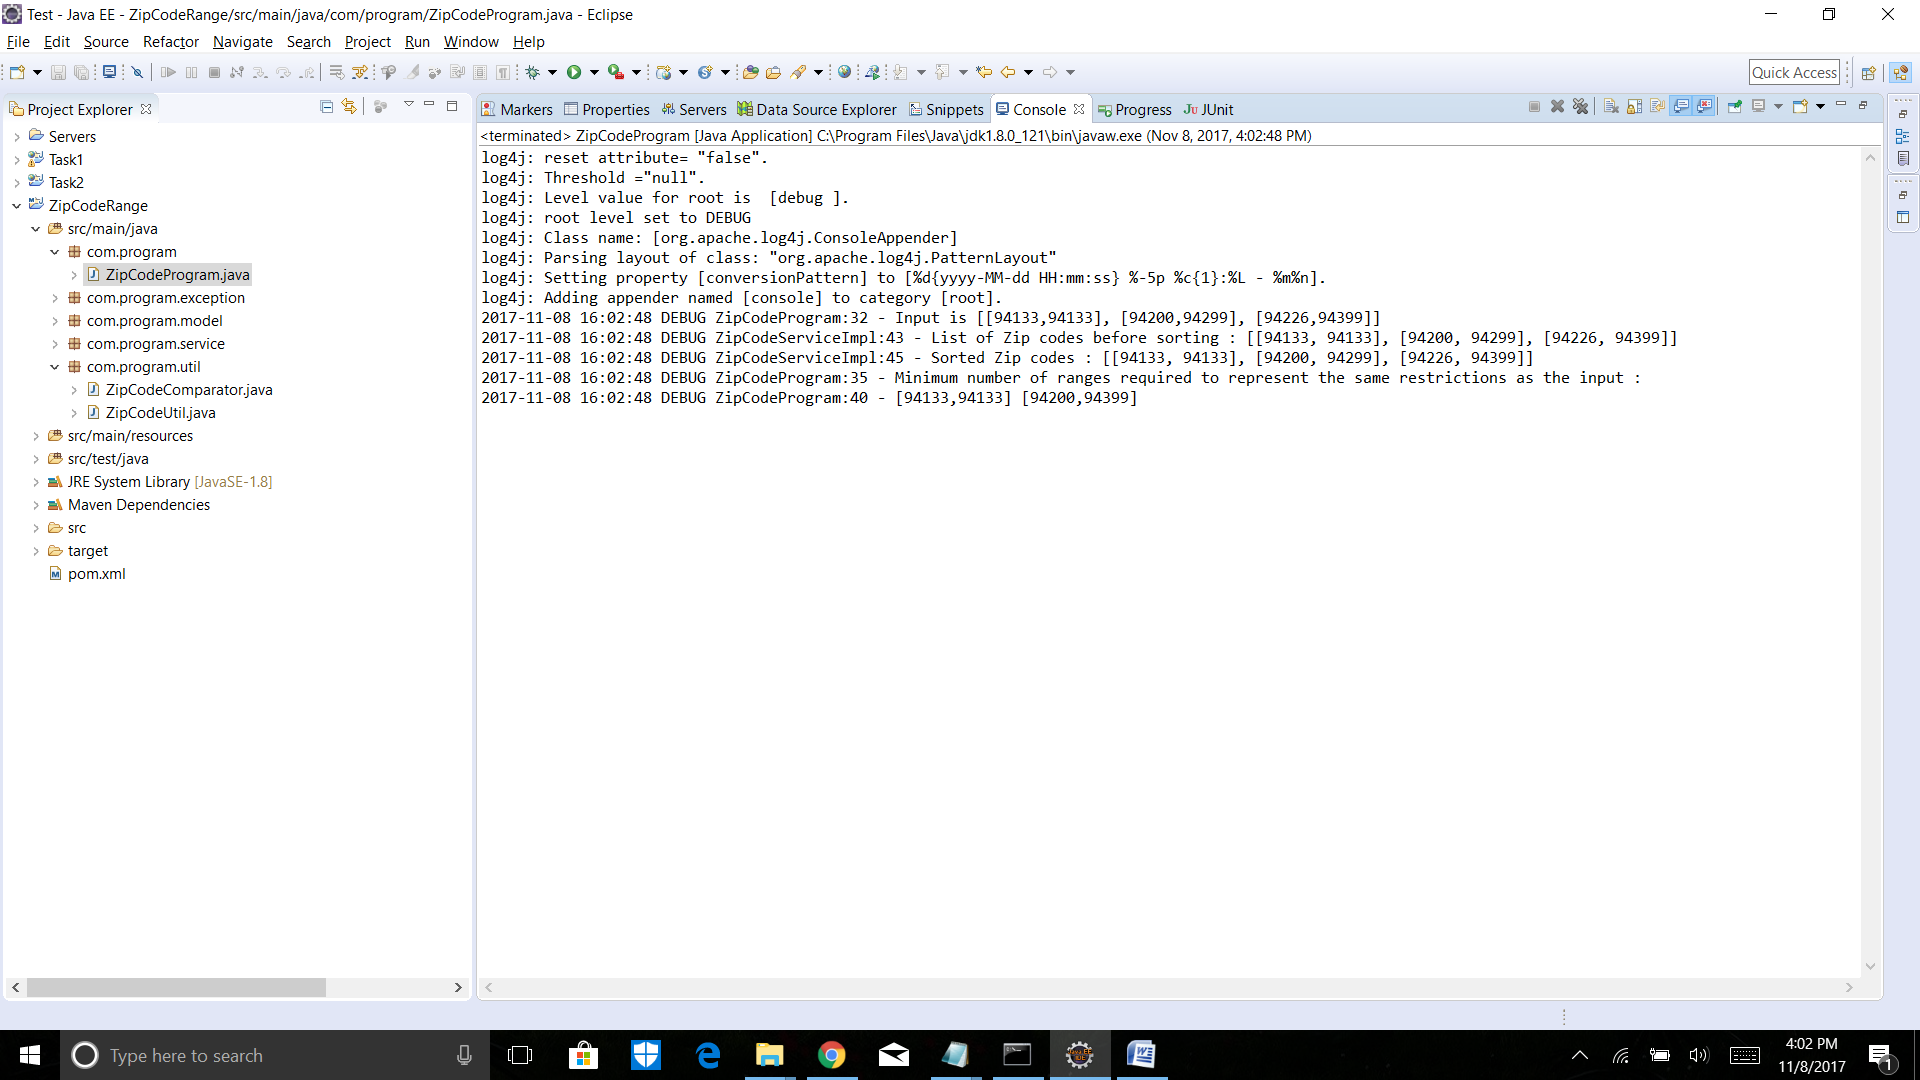 Test - Java EE - ZipCodeRange/src/main/java/com/program/ZipCodeProgram.java - Eclipse
File Edit Source Refactor Navigate Search Project Run Window Help
Quick Access
Project Explorer
Servers
Task1
Task2
ZipCodeRange
src/main/java
com.program
ZipCodeProgram.java
com.program.exception
com.program.model
com.program.service
com.program.util
ZipCodeComparator.java
ZipCodeUtil.java
src/main/resources
src/test/java
JRE System Library [JavaSE-1.8]
Maven Dependencies
src
target
pom.xml
Markers Properties Servers Data Source Explorer Snippets Console Progress JUnit
<terminated> ZipCodeProgram [Java Application] C:\Program Files\Java\jdk1.8.0_121\bin\javaw.exe (Nov 8, 2017, 4:02:48 PM)
log4j: reset attribute= "false".
log4j: Threshold ="null".
log4j: Level value for root is  [debug ].
log4j: root level set to DEBUG
log4j: Class name: [org.apache.log4j.ConsoleAppender]
log4j: Parsing layout of class: "org.apache.log4j.PatternLayout"
log4j: Setting property [conversionPattern] to [%d{yyyy-MM-dd HH:mm:ss} %-5p %c{1}:%L - %m%n].
log4j: Adding appender named [console] to category [root].
2017-11-08 16:02:48 DEBUG ZipCodeProgram:32 - Input is [[94133,94133], [94200,94299], [94226,94399]]
2017-11-08 16:02:48 DEBUG ZipCodeServiceImpl:43 - List of Zip codes before sorting : [[94133, 94133], [94200, 94299], [94226, 94399]]
2017-11-08 16:02:48 DEBUG ZipCodeServiceImpl:45 - Sorted Zip codes : [[94133, 94133], [94200, 94299], [94226, 94399]]
2017-11-08 16:02:48 DEBUG ZipCodeProgram:35 - Minimum number of ranges required to represent the same restrictions as the input :
2017-11-08 16:02:48 DEBUG ZipCodeProgram:40 - [94133,94133] [94200,94399]
Type here to search
4:02 PM
11/8/2017
1